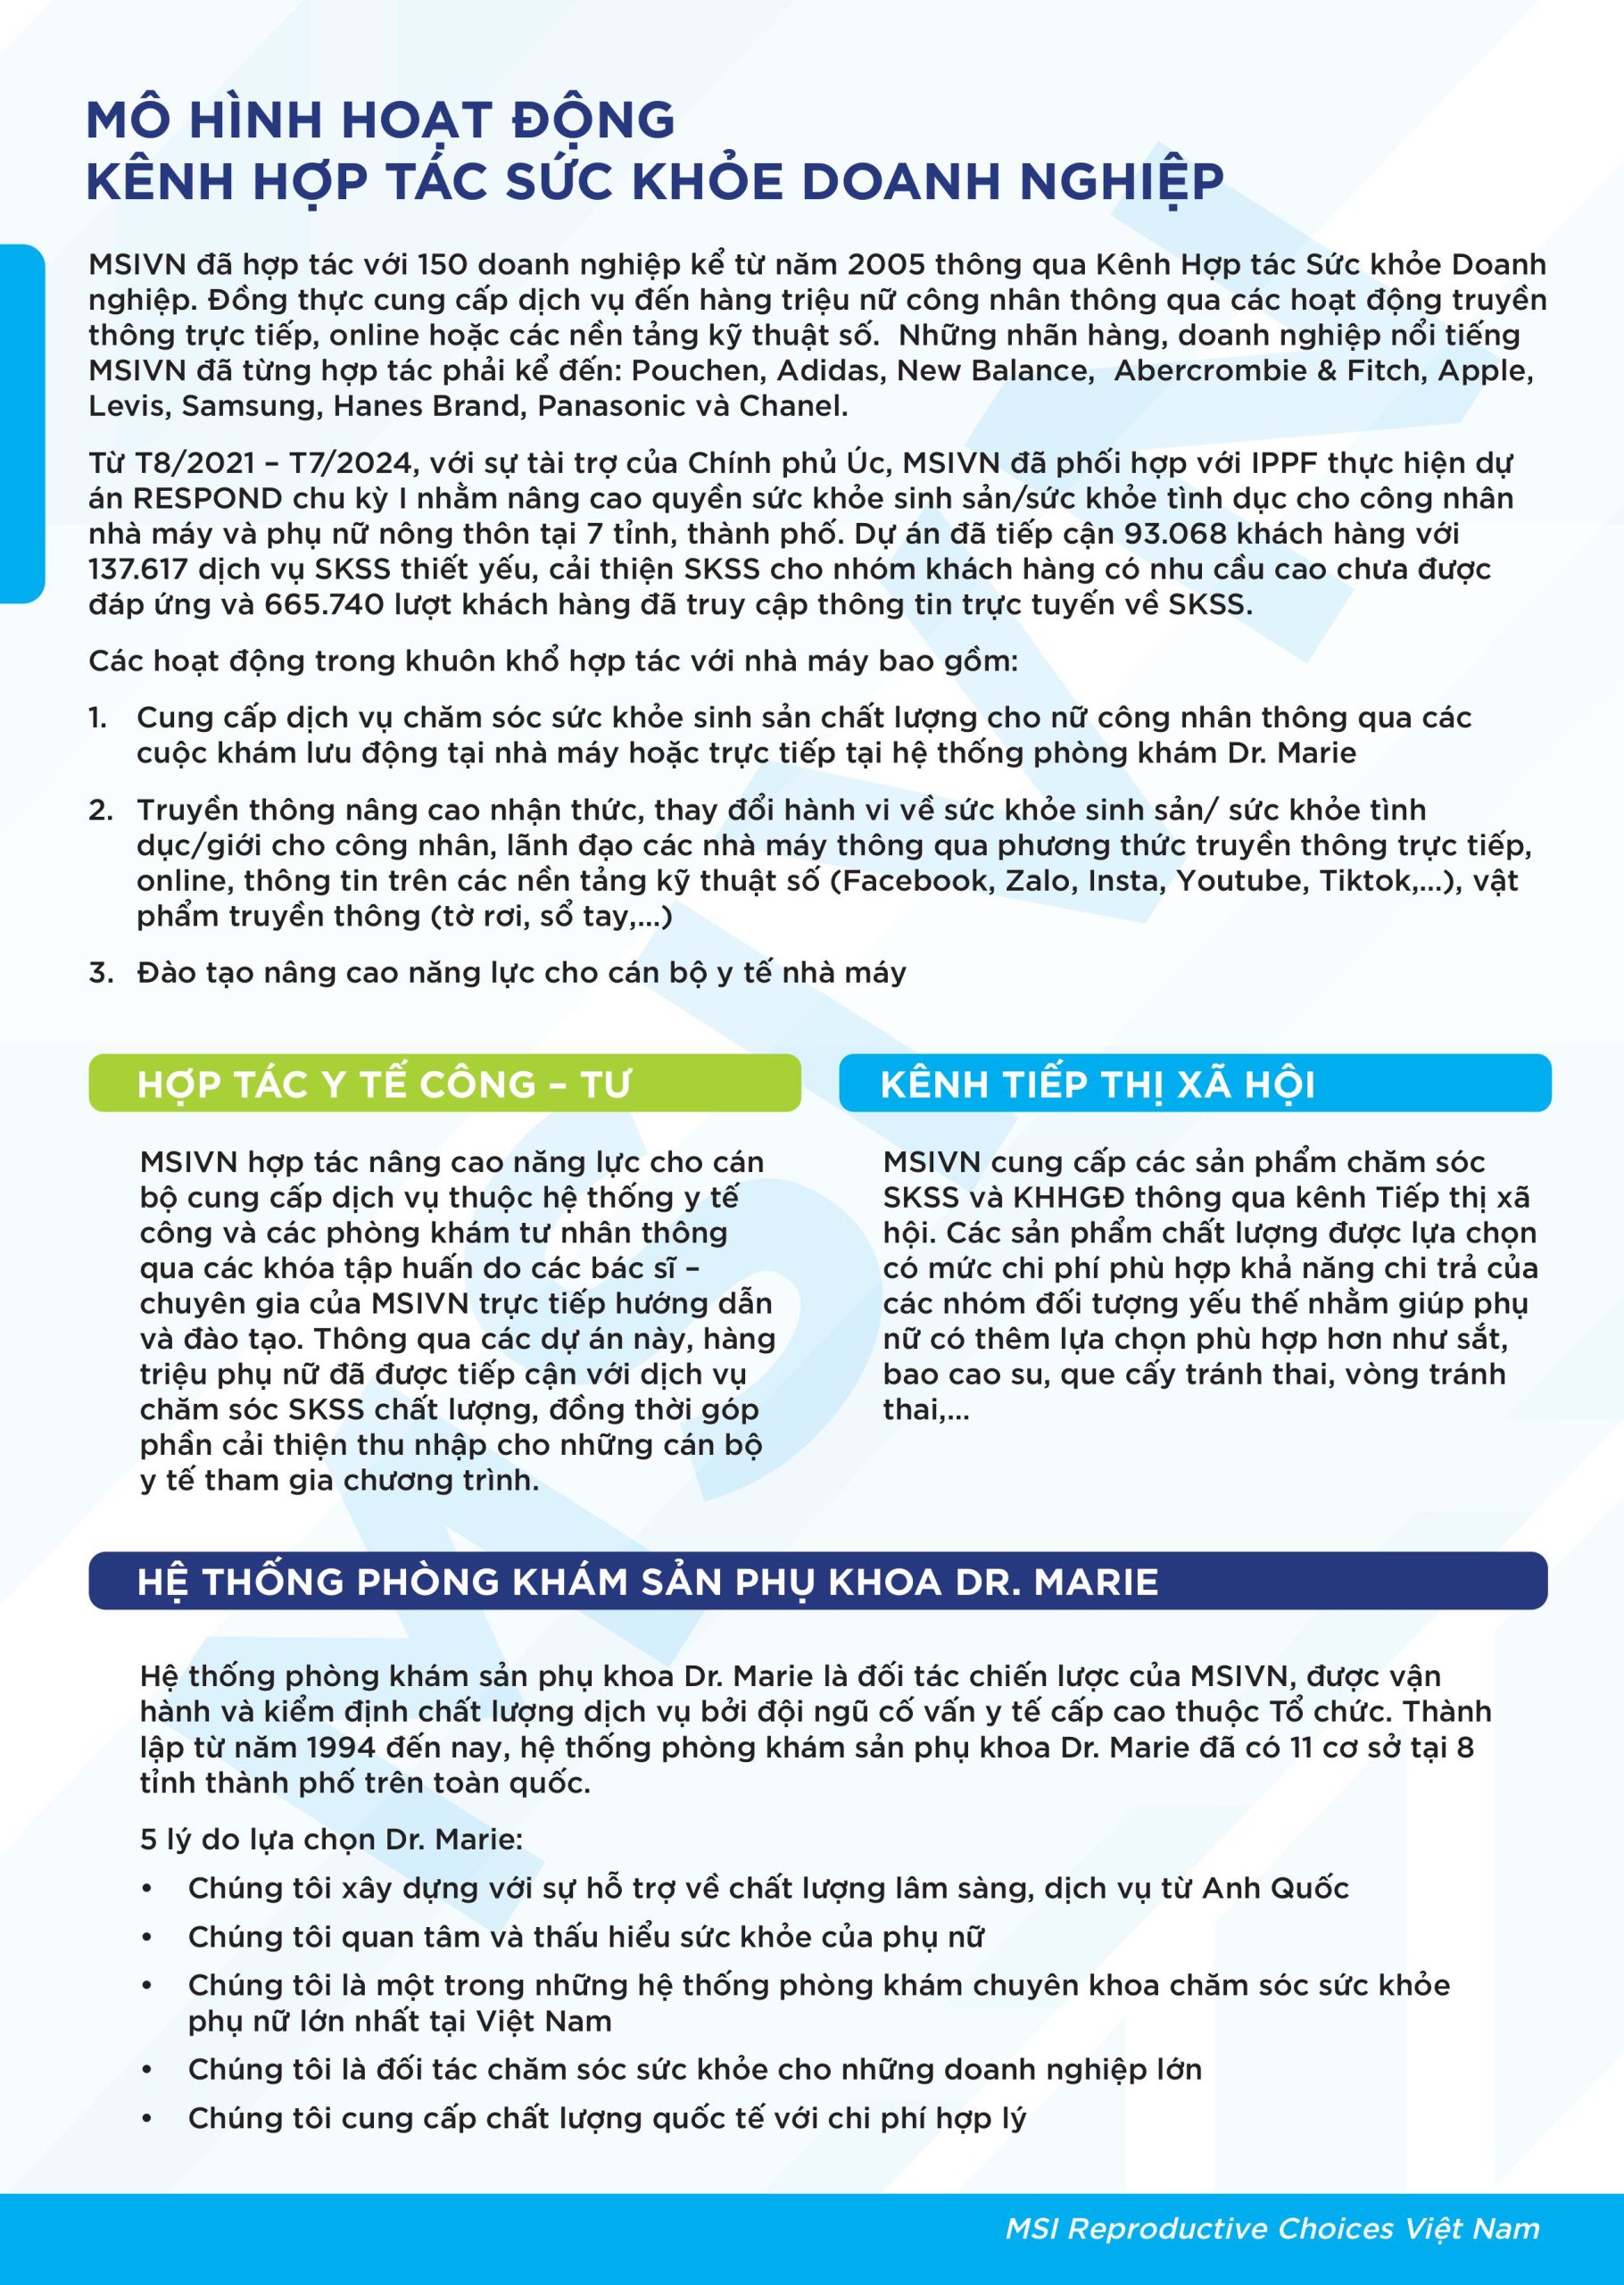 MÔ HÌNH HOẠT ĐỘNG
KÊNH HỢP TÁC SỨC KHỎE DOANH NGHIỆP
MSIVN đã hợp tác với 150 doanh nghiệp kể từ năm 2005 thông qua Kênh Hợp tác Sức khỏe Doanh
nghiệp. Đồng thực cung cấp dịch vụ đến hàng triệu nữ công nhân thông qua các hoạt động truyền
thông trực tiếp, online hoặc các nền tảng kỹ thuật số. Những nhãn hàng, doanh nghiệp nổi tiếng
MSIVN đã từng hợp tác phải kể đến: Pouchen, Adidas, New Balance, Abercrombie & Fitch, Apple,
Levis, Samsung, Hanes Brand, Panasonic và Chanel.
Từ T8/2021 – T7/2024, với sự tài trợ của Chính phủ Úc, MSIVN đã phối hợp với IPPF thực hiện dự
án RESPOND chu kỳ I nhằm nâng cao quyền sức khỏe sinh sản/sức khỏe tình dục cho công nhân
nhà máy và phụ nữ nông thôn tại 7 tỉnh, thành phố. Dự án đã tiếp cận 93.068 khách hàng với
137.617 dịch vụ SKSS thiết yếu, cải thiện SKSS cho nhóm khách hàng có nhu cầu cao chưa được
đáp ứng và 665.740 lượt khách hàng đã truy cập thông tin trực tuyến về SKSS.
Các hoạt động trong khuôn khổ hợp tác với nhà máy bao gồm:
1. Cung cấp dịch vụ chăm sóc sức khỏe sinh sản chất lượng cho nữ công nhân thông qua các
cuộc khám lưu động tại nhà máy hoặc trực tiếp tại hệ thống phòng khám Dr. Marie
2. Truyền thông nâng cao nhận thức, thay đổi hành vi về sức khỏe sinh sản/ sức khỏe tình
dục/giới cho công nhân, lãnh đạo các nhà máy thông qua phương thức truyền thông trực tiếp,
online, thông tin trên các nền tảng kỹ thuật số (Facebook, Zalo, Insta, Youtube, Tiktok,...), vật
phẩm truyền thông (tờ rơi, sổ tay,...)
3. Đào tạo nâng cao năng lực cho cán bộ y tế nhà máy
HỢP TÁC Y TẾ CÔNG – TƯ
MSIVN hợp tác nâng cao năng lực cho cán
bộ cung cấp dịch vụ thuộc hệ thống y tế
công và các phòng khám tư nhân thông
qua các khóa tập huấn do các bác sĩ –
chuyên gia của MSIVN trực tiếp hướng dẫn
và đào tạo. Thông qua các dự án này, hàng
triệu phụ nữ đã được tiếp cận với dịch vụ
chăm sóc SKSS chất lượng, đồng thời góp
phần cải thiện thu nhập cho những cán bộ
y tế tham gia chương trình.
KÊNH TIẾP THỊ XÃ HỘI
MSIVN cung cấp các sản phẩm chăm sóc
SKSS và KHHGĐ thông qua kênh Tiếp thị xã
hội. Các sản phẩm chất lượng được lựa chọn
có mức chi phí phù hợp khả năng chi trả của
các nhóm đối tượng yếu thế nhằm giúp phụ
nữ có thêm lựa chọn phù hợp hơn như sắt,
bao cao su, que cấy tránh thai, vòng tránh
thai,...
HỆ THỐNG PHÒNG KHÁM SẢN PHỤ KHOA DR. MARIE
Hệ thống phòng khám sản phụ khoa Dr. Marie là đối tác chiến lược của MSIVN, được vận
hành và kiểm định chất lượng dịch vụ bởi đội ngũ cố vấn y tế cấp cao thuộc Tổ chức. Thành
lập từ năm 1994 đến nay, hệ thống phòng khám sản phụ khoa Dr. Marie đã có 11 cơ sở tại 8
tỉnh thành phố trên toàn quốc.
5 lý do lựa chọn Dr. Marie:
• Chúng tôi xây dựng với sự hỗ trợ về chất lượng lâm sàng, dịch vụ từ Anh Quốc
• Chúng tôi quan tâm và thấu hiểu sức khỏe của phụ nữ
• Chúng tôi là một trong những hệ thống phòng khám chuyên khoa chăm sóc sức khỏe
phụ nữ lớn nhất tại Việt Nam
• Chúng tôi là đối tác chăm sóc sức khỏe cho những doanh nghiệp lớn
• Chúng tôi cung cấp chất lượng quốc tế với chi phí hợp lý
MSI Reproductive Choices Việt Nam
MSIVN